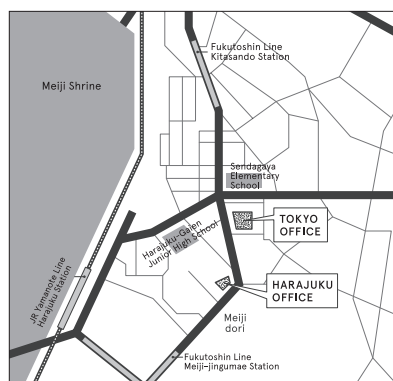 Fukutoshin Line
Kitasando Station
Meiji Shrine
Sendagaya
Elementary
School
TOKYO
OFFICE
Harajuku-Gaien
Junior High School
JR Yamanote Line
Harajuku Station
HARAJUKU
OFFICE
Meiji
dori
Fukutoshin Line
Meiji-jingumae Station